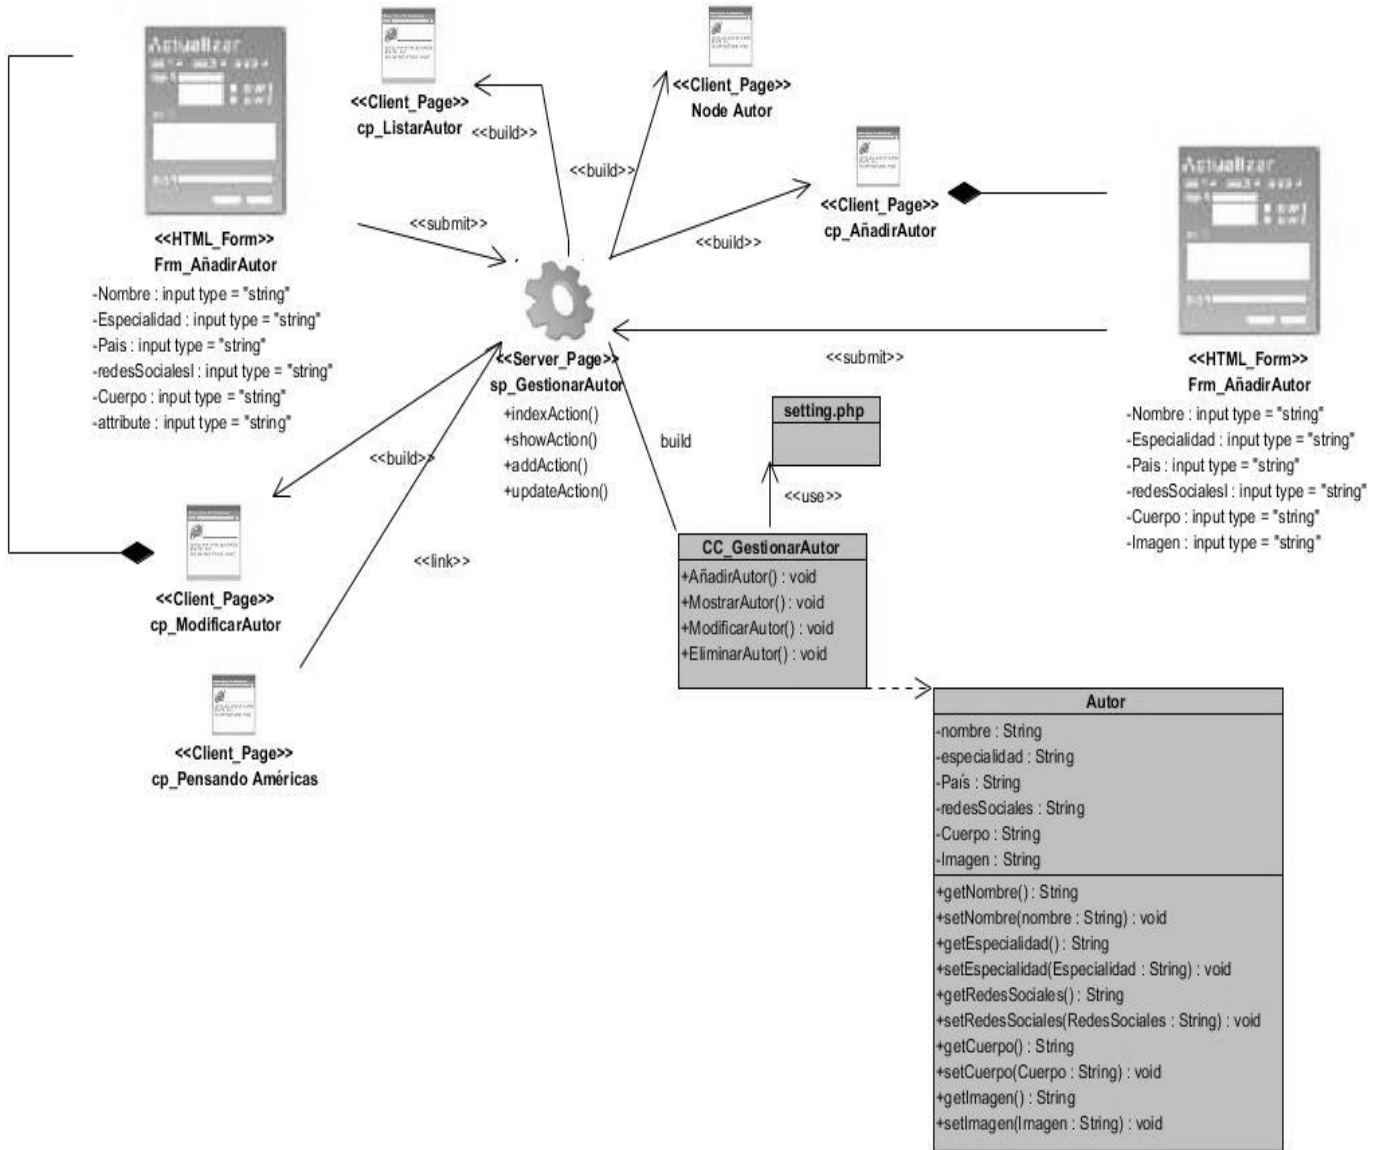 Actualizar
<<HTML_Form>>
Frm_AñadirAutor
-Nombre : input type = "string"
-Especialidad : input type = "string"
-Pais : input type = "string"
-redesSocialesl : input type = "string"
-Cuerpo : input type = "string"
-attribute : input type = "string"
<<Client_Page>>
cp_ListarAutor
<<build>>
<<Client_Page>>
Node Autor
<<build>>
<<submit>>
<<Client_Page>>
cp_AñadirAutor
<<build>>
Actualizar
<<HTML_Form>>
Frm_AñadirAutor
-Nombre : input type = "string"
-Especialidad : input type = "string"
-Pais : input type = "string"
-redesSocialesl : input type = "string"
-Cuerpo : input type = "string"
-Imagen : input type = "string"
<<submit>>
<<Server_Page>>
sp_GestionarAutor
+indexAction()
+showAction()
+addAction()
+updateAction()
<<build>>
<<link>>
build
setting.php
<<use>>
<<Client_Page>>
cp_ModificarAutor
<<Client_Page>>
cp_Pensando Américas
CC_GestionarAutor
+AñadirAutor() : void
+MostrarAutor() : void
+ModificarAutor() : void
+EliminarAutor() : void
Autor
-nombre : String
-especialidad : String
-País : String
-redesSociales : String
-Cuerpo : String
-Imagen : String
+getNombre() : String
+setNombre(nombre : String) : void
+getEspecialidad() : String
+setEspecialidad(Especialidad : String) : void
+getRedesSociales() : String
+setRedesSociales(RedesSociales : String) : void
+getCuerpo() : String
+setCuerpo(Cuerpo : String) : void
+getImagen() : String
+setImagen(Imagen : String) : void